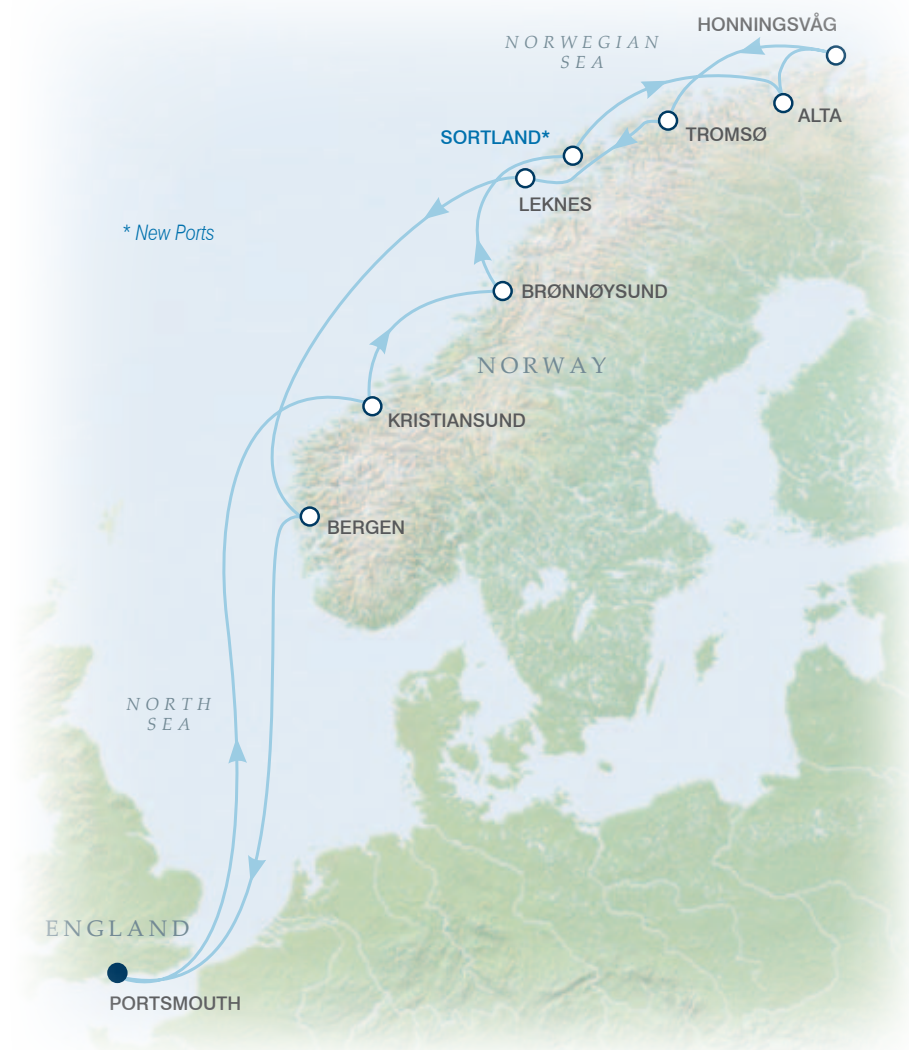 HONNINGSVÅG
NORWEGIAN
SEA
ALTA
TROMSØ
SORTLAND*
LEKNES
* New Ports
BRØNNØYSUND
NORWAY
KRISTIANSUND
BERGEN
NORTH
SEA
ENGLAND
PORTSMOUTH